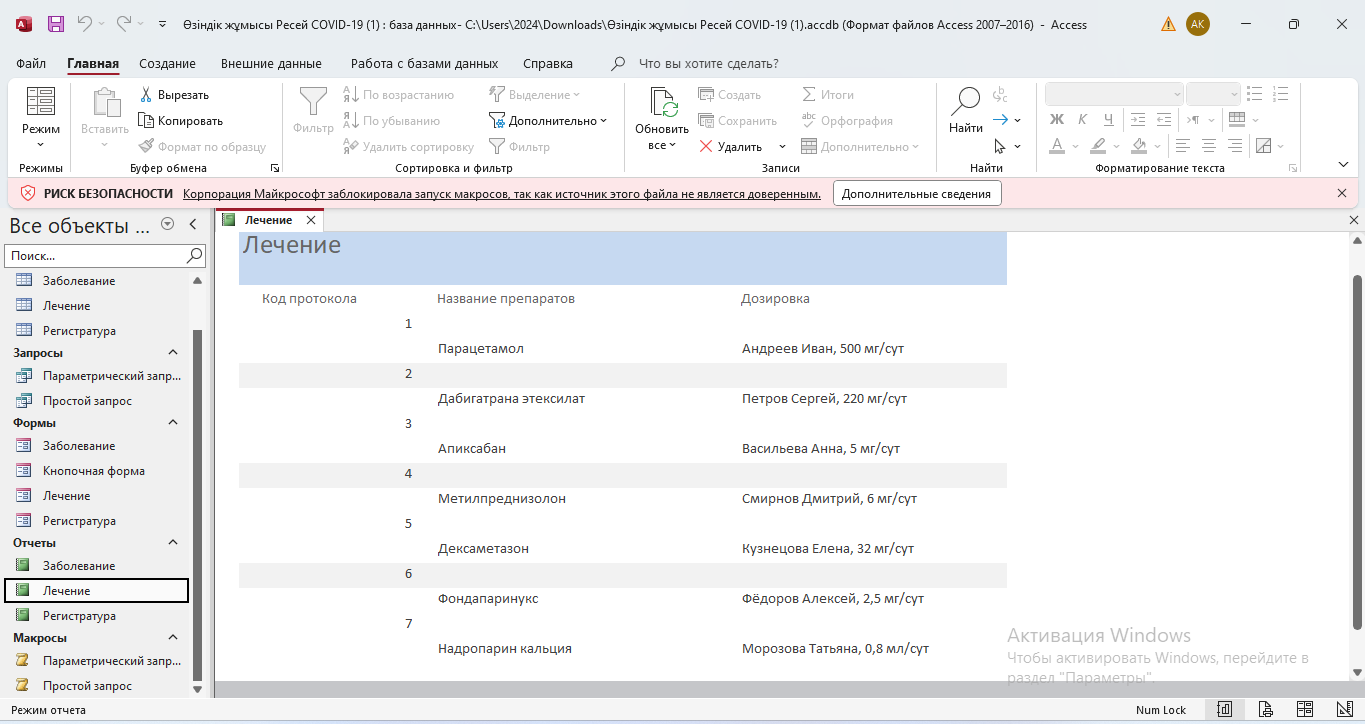 Өзіндік жұмысы Ресей COVID-19 (1) : база данных- C:\Users\2024\Downloads\Өзіндік жұмысы Ресей COVID-19 (1).accdb (Формат файлов Access 2007–2016) - Access
АК
Файл Главная Создание Внешние данные Работа с базами данных Справка Что вы хотите сделать?
Режим
Режимы
Вставить
Вырезать
Копировать
Формат по образцу
Буфер обмена
Фильтр
По возрастанию
По убыванию
Удалить сортировку
Выделение
Дополнительно
Фильтр
Сортировка и фильтр
Обновить
все
Создать
Сохранить
Удалить
Итоги
Орфография
Дополнительно
Записи
Найти
Найти
Ж К Ч
А
Форматирование текста
РИСК БЕЗОПАСНОСТИ Корпорация Майкрософт заблокировала запуск макросов, так как источник этого файла не является доверенным. Дополнительные сведения
Все объекты ...
Поиск...
Заболевание
Лечение
Регистратура
Запросы
Параметрический запр...
Простой запрос
Формы
Заболевание
Кнопочная форма
Лечение
Регистратура
Отчеты
Заболевание
Лечение
Регистратура
Макросы
Параметрический запр...
Простой запрос
Лечение
Лечение
Код протокола Название препаратов Дозировка
1
Парацетамол Андреев Иван, 500 мг/сут
2
Дабигатрана этексилат Петров Сергей, 220 мг/сут
3
Апиксабан Васильева Анна, 5 мг/сут
4
Метилпреднизолон Смирнов Дмитрий, 6 мг/сут
5
Дексаметазон Кузнецова Елена, 32 мг/сут
6
Фондапаринукс Фёдоров Алексей, 2,5 мг/сут
7
Надропарин кальция Морозова Татьяна, 0,8 мл/сут
Активация Windows
Чтобы активировать Windows, перейдите в
раздел "Параметры".
Режим отчета Num Lock